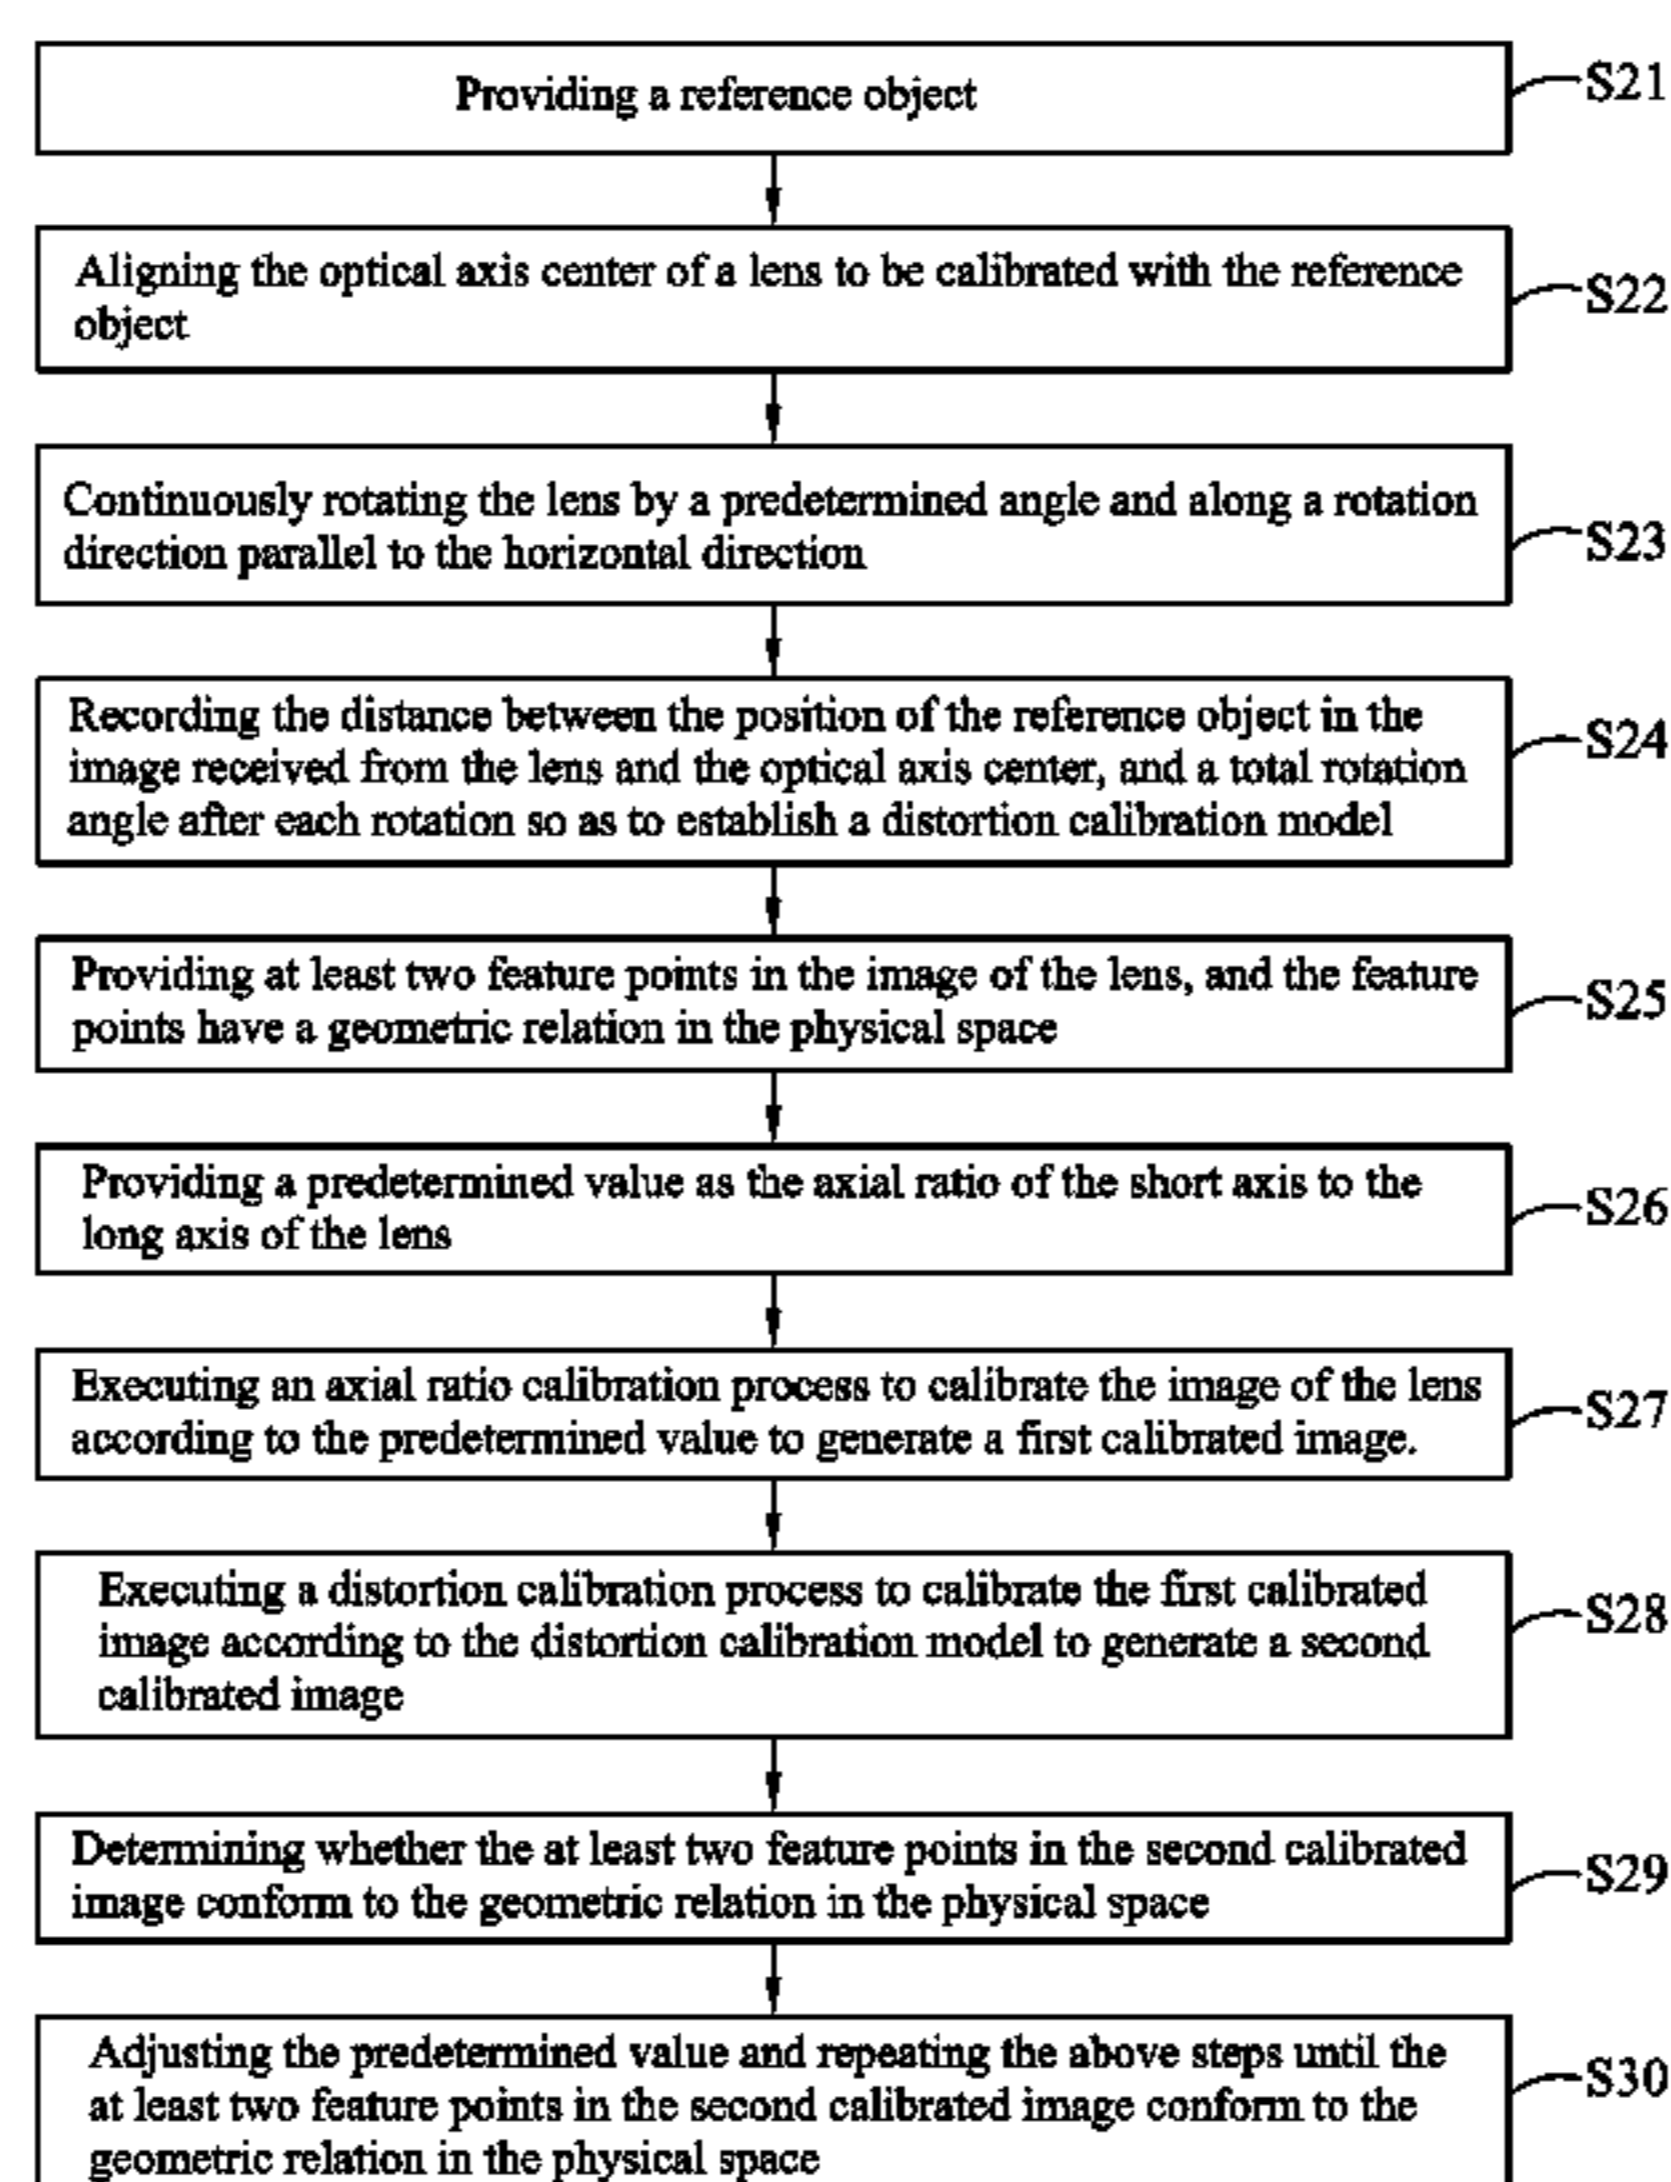 Providing a reference object
S21
Aligning the optical axis center of a lens to be calibrated with the reference
object
S22
Continuously rotating the lens by a predetermined angle and along a rotation
direction parallel to the horizontal direction
S23
Recording the distance between the position of the reference object in the
image received from the lens and the optical axis center, and a total rotation
angle after each rotation so as to establish a distortion calibration model
S24
Providing at least two feature points in the image of the lens, and the feature
points have a geometric relation in the physical space
S25
Providing a predetermined value as the axial ratio of the short axis to the
long axis of the lens
S26
Executing an axial ratio calibration process to calibrate the image of the lens
according to the predetermined value to generate a first calibrated image.
S27
Executing a distortion calibration process to calibrate the first calibrated
image according to the distortion calibration model to generate a second
calibrated image
S28
Determining whether the at least two feature points in the second calibrated
image conform to the geometric relation in the physical space
S29
Adjusting the predetermined value and repeating the above steps until the
at least two feature points in the second calibrated image conform to the
geometric relation in the physical space
S30